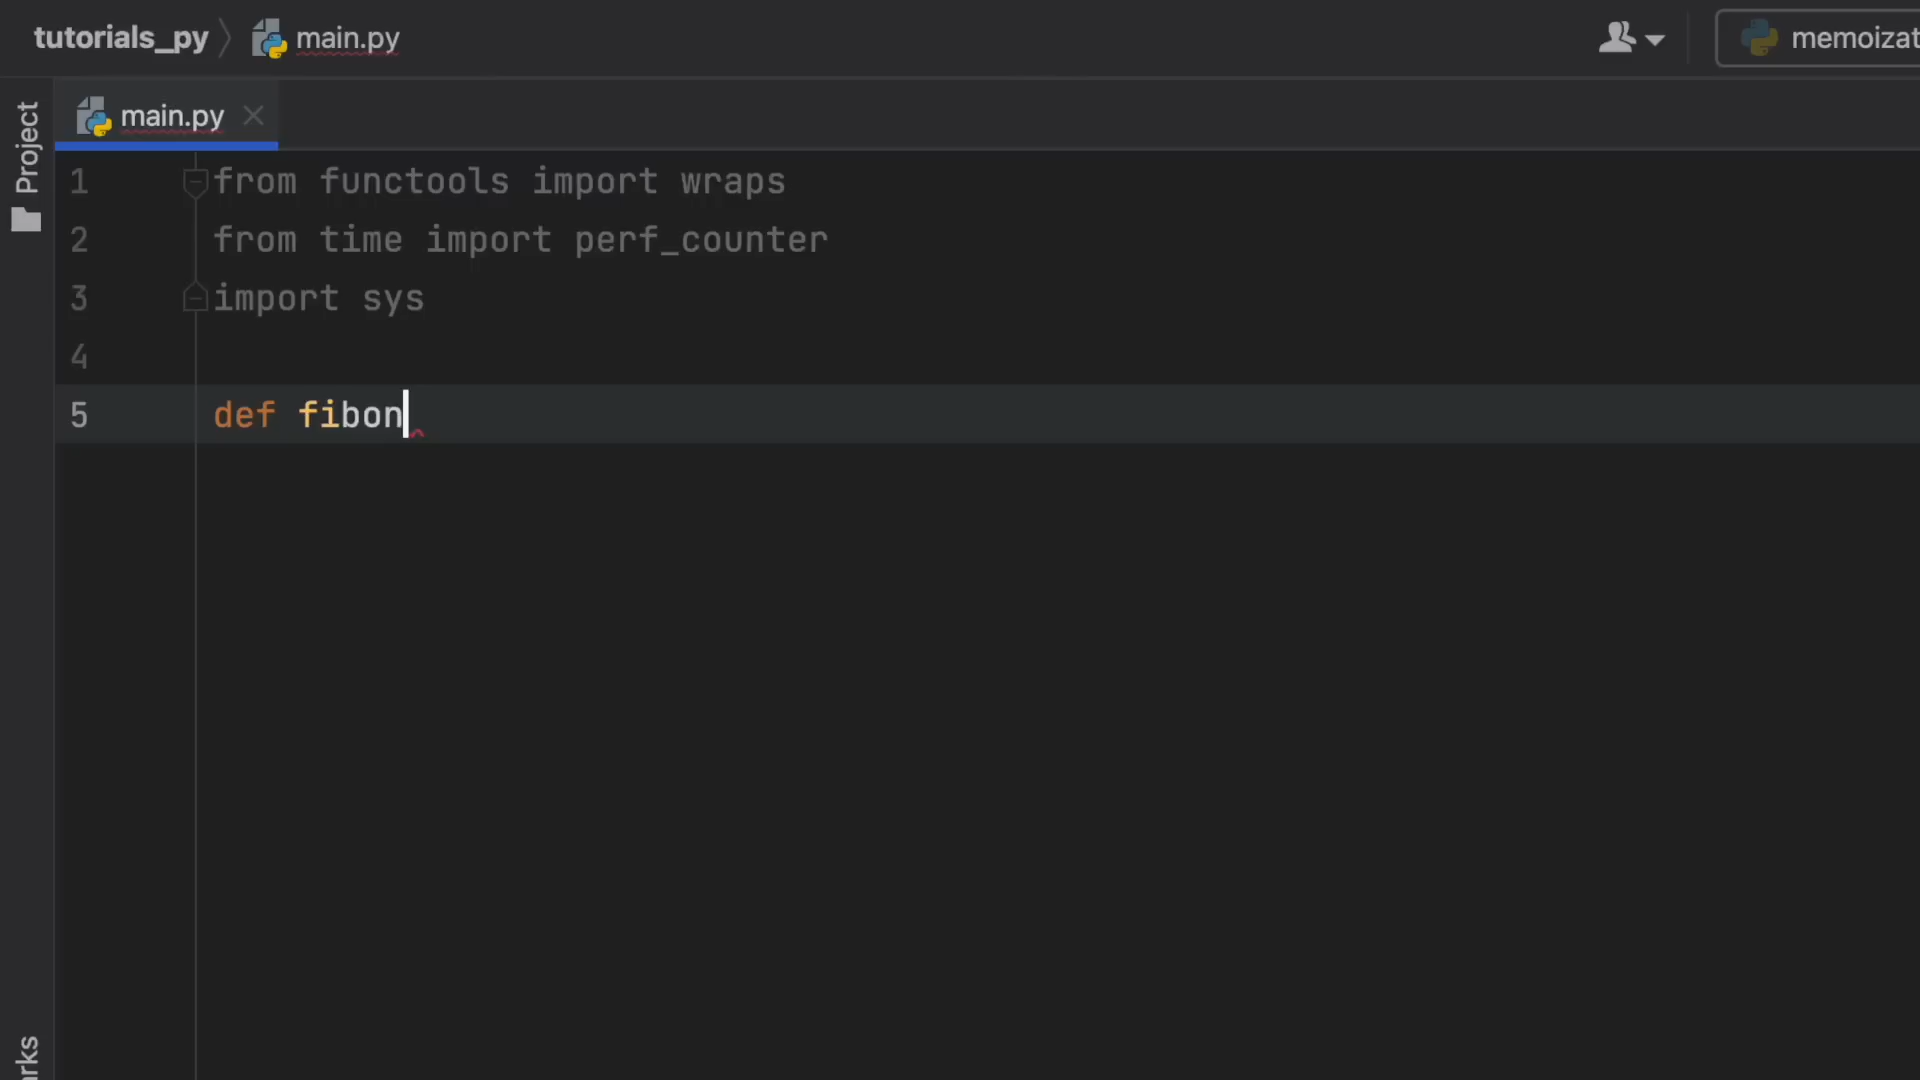 tutorials_py
main.py
memoizat
Project
main.py
1 from functools import wraps
2 from time import perf_counter
3 import sys
4
5 def fibon
rks